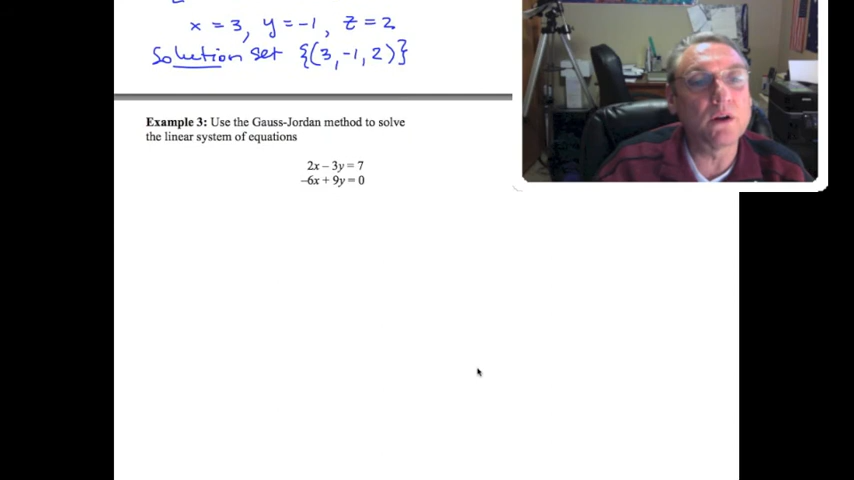 x = 3, y = -1, z = 2
Solution set {(3, -1, 2)}
Example 3: Use the Gauss-Jordan method to solve
the linear system of equations
2x – 3y = 7
–6x + 9y = 0